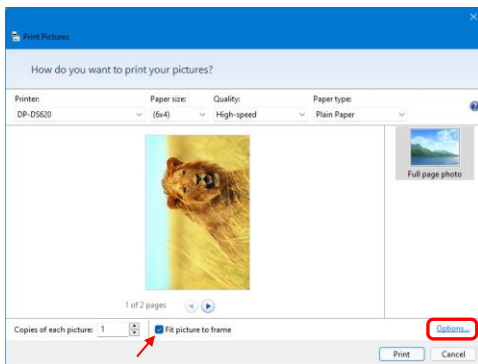 Print Pictures
How do you want to print your pictures?
Printer: Paper size: Quality: Paper type:
DP-DS620 (6x4) High-speed Plain Paper
Full page photo
1 of 2 pages
Copies of each picture: 1 Fit picture to frame Options...
Print Cancel